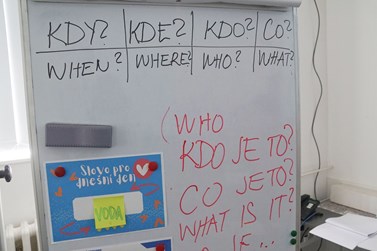 KDY? KDE? KDO? CO?
WHEN? WHERE? WHO? WHAT?
(WHO
KDO JE TO?
CO JE TO?
WHAT IS IT?
Slovo pro
dnešní den
VODA